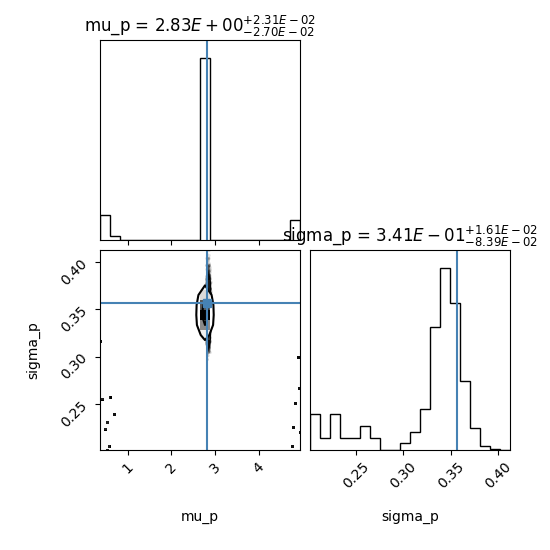 mu_p = 2.83E + 00+2.31E − 02 −2.70E − 02
sigma_p = 3.41E − 01+1.61E − 02 −8.39E − 02
0.40
0.35
0.30
0.25
sigma_p
1 2 3 4
0.25 0.30 0.35 0.40
mu_p sigma_p